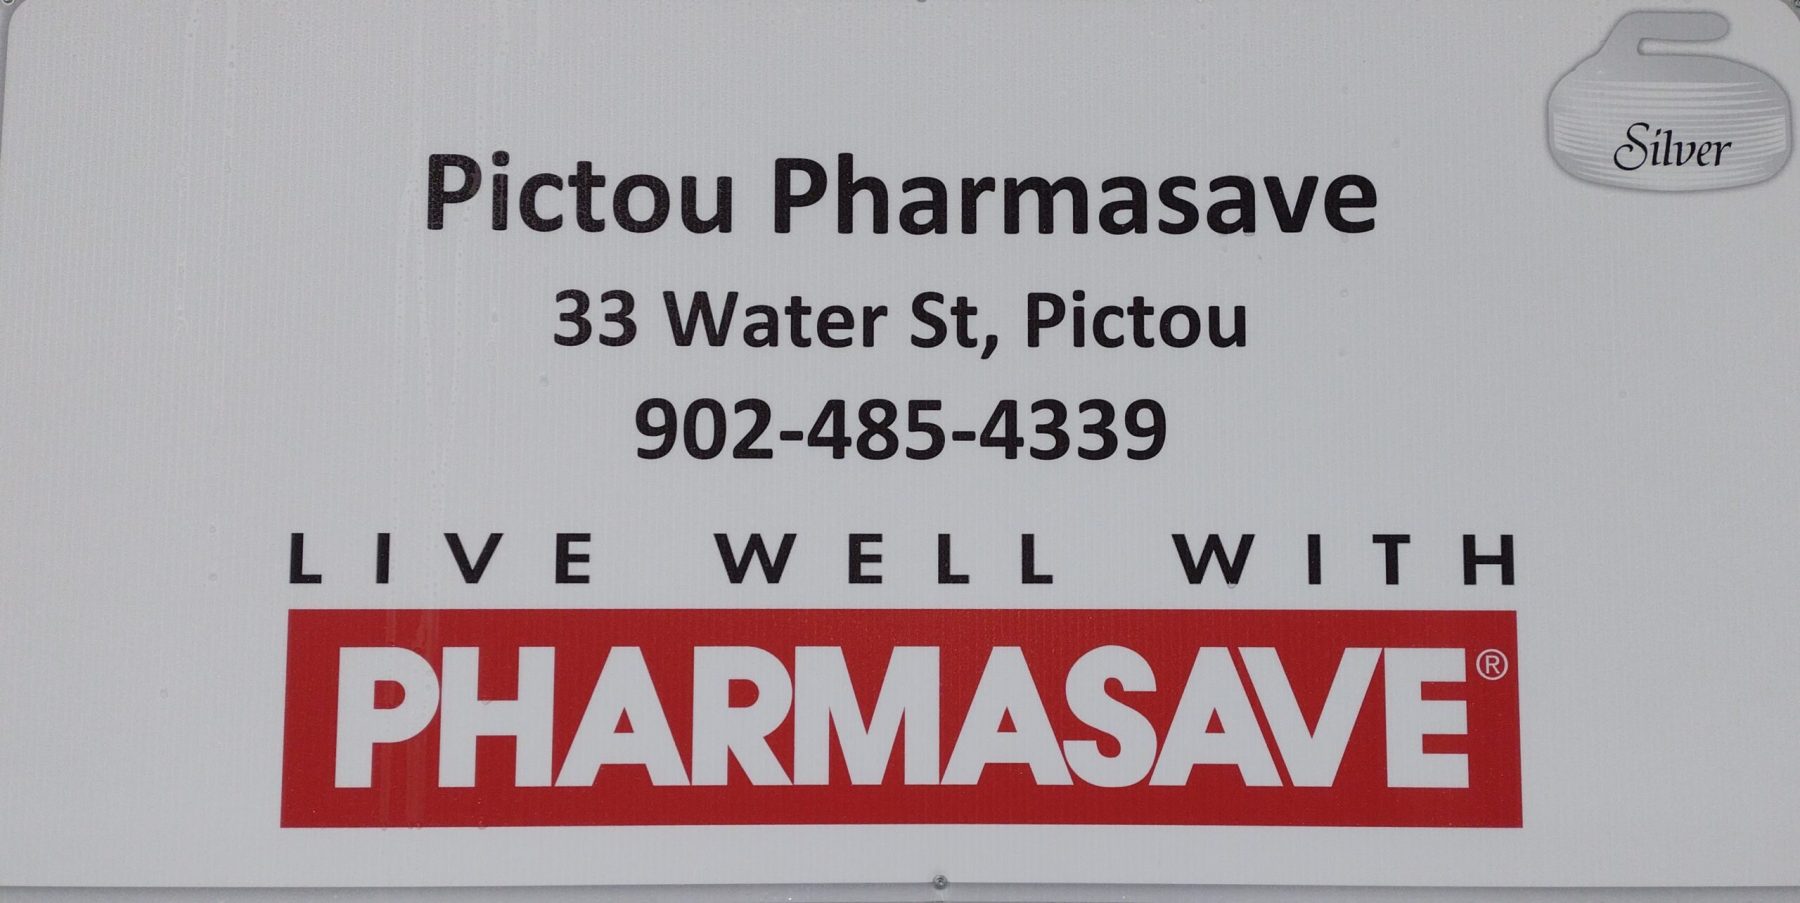 Silver
Pictou Pharmasave
33 Water St, Pictou
902-485-4339
LIVE WELL WITH
PHARMASAVE®